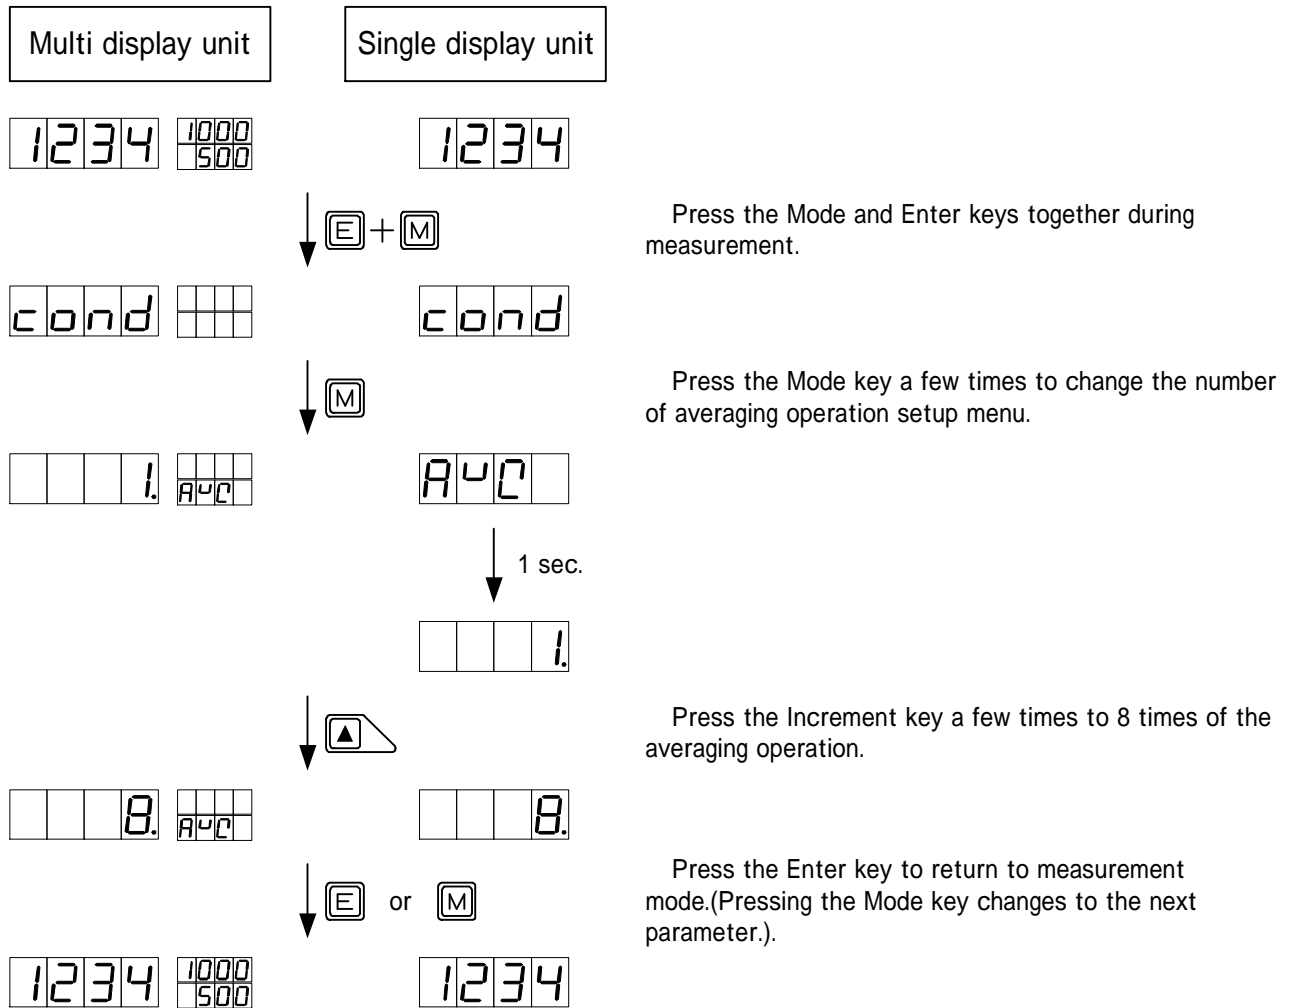 Multi display unit
Single display unit
1234 1000
500
1234
E + M
Press the Mode and Enter keys together during
measurement.
cond
cond
M
Press the Mode key a few times to change the number
of averaging operation setup menu.
1. AuC
AuC
1 sec.
1.
▲
Press the Increment key a few times to 8 times of the
averaging operation.
8. AuC
8.
E or M
Press the Enter key to return to measurement
mode.(Pressing the Mode key changes to the next
parameter.).
1234 1000
500
1234